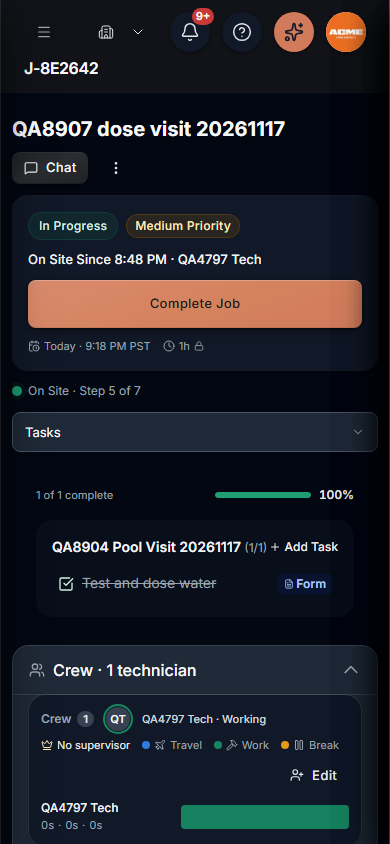 9+
ACME
J-8E2642
QA8907 dose visit 20261117
Chat
In Progress
Medium Priority
On Site Since 8:48 PM · QA4797 Tech
Complete Job
Today · 9:18 PM PST
1h
On Site · Step 5 of 7
Tasks
1 of 1 complete
100%
QA8904 Pool Visit 20261117 (1/1) + Add Task
Test and dose water
Form
Crew · 1 technician
Crew 1 QT QA4797 Tech · Working
No supervisor Travel Work Break
Edit
QA4797 Tech
0s · 0s · 0s